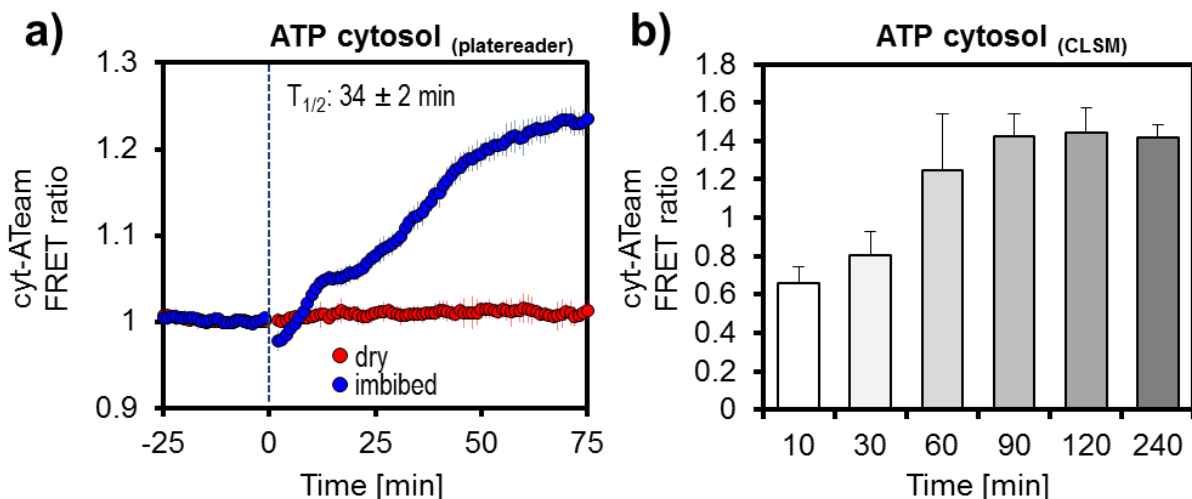 a)
ATP cytosol (platereader)
cyt-ATeam
FRET ratio
1.3
1.2
1.1
1
0.9
T1/2: 34 ± 2 min
dry
imbibed
-25 0 25 50 75
Time [min]
b)
ATP cytosol (CLSM)
cyt-ATeam
FRET ratio
1.8
1.6
1.4
1.2
1
0.8
0.6
0.4
0.2
0
10 30 60 90 120 240
Time [min]